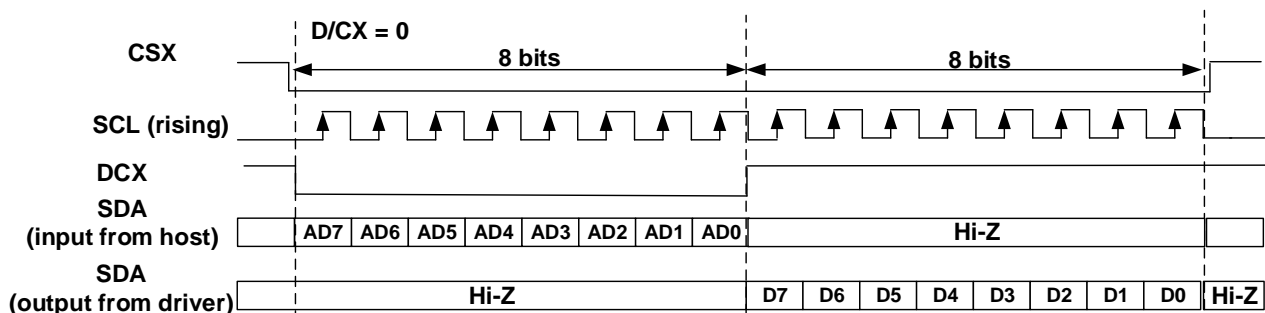 D/CX = 0
CSX
8 bits
8 bits
SCL (rising)
DCX
SDA
(input from host)
AD7 AD6 AD5 AD4 AD3 AD2 AD1 AD0
Hi-Z
SDA
(output from driver)
Hi-Z
D7 D6 D5 D4 D3 D2 D1 D0
Hi-Z